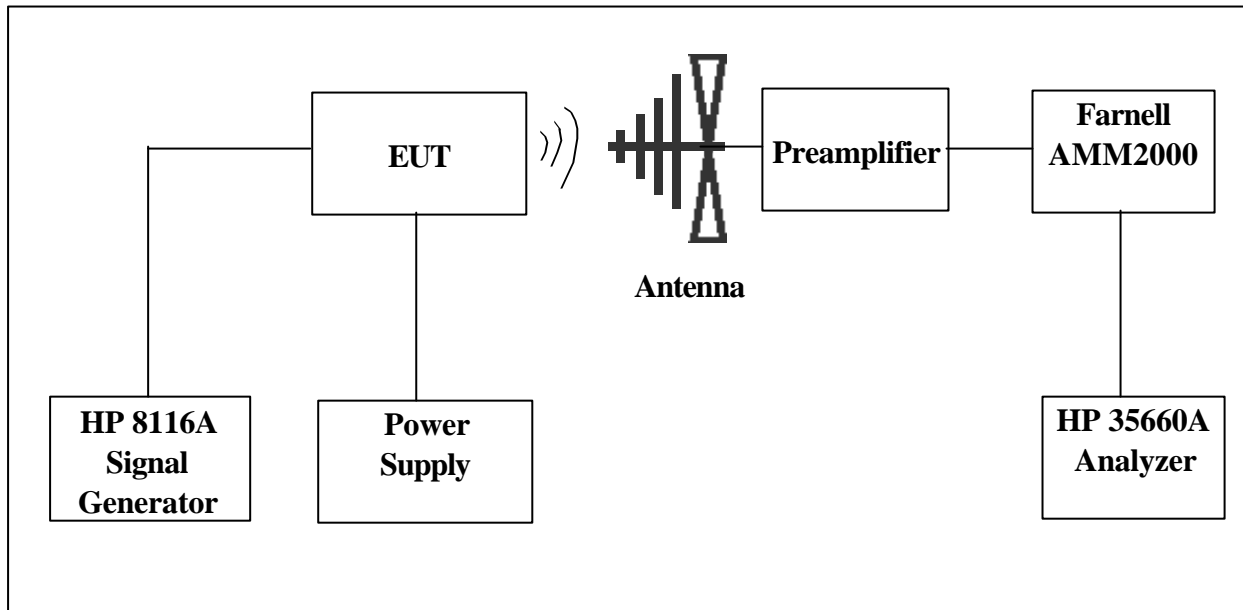 EUT
Preamplifier
Farnell
AMM2000
Antenna
HP 8116A
Signal
Generator
Power
Supply
HP 35660A
Analyzer